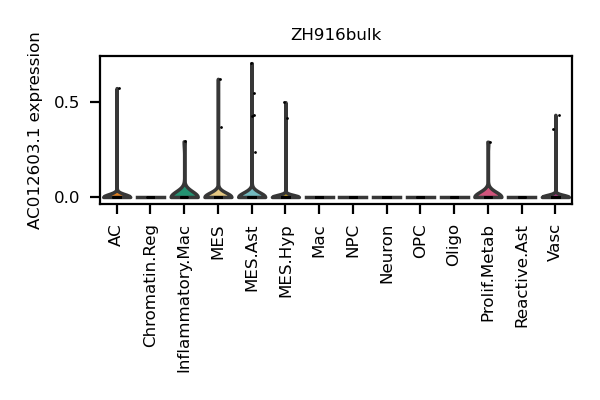 ZH916bulk
AC012603.1 expression
0.5
0.0
AC
Chromatin.Reg
Inflammatory.Mac
MES
MES.Ast
MES.Hyp
Mac
NPC
Neuron
OPC
Oligo
Prolif.Metab
Reactive.Ast
Vasc